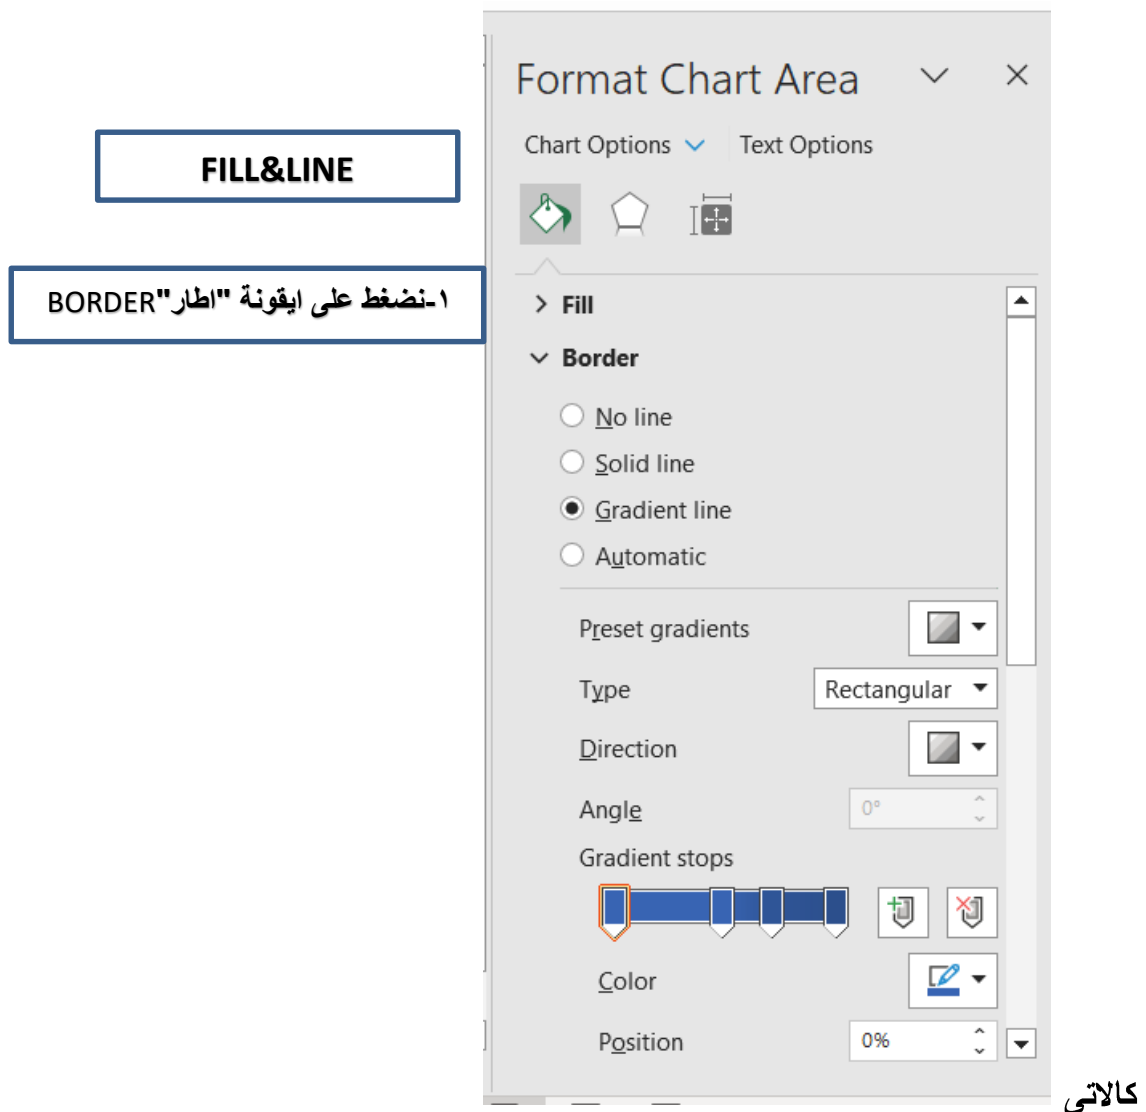 Format Chart Area
Chart Options Text Options
FILL&LINE
١-نضغط على ايقونة "اطار"BORDER
Fill
Border
No line
Solid line
Gradient line
Automatic
Preset gradients
Type Rectangular
Direction
Angle 0°
Gradient stops
Color
Position 0%
كالاتي